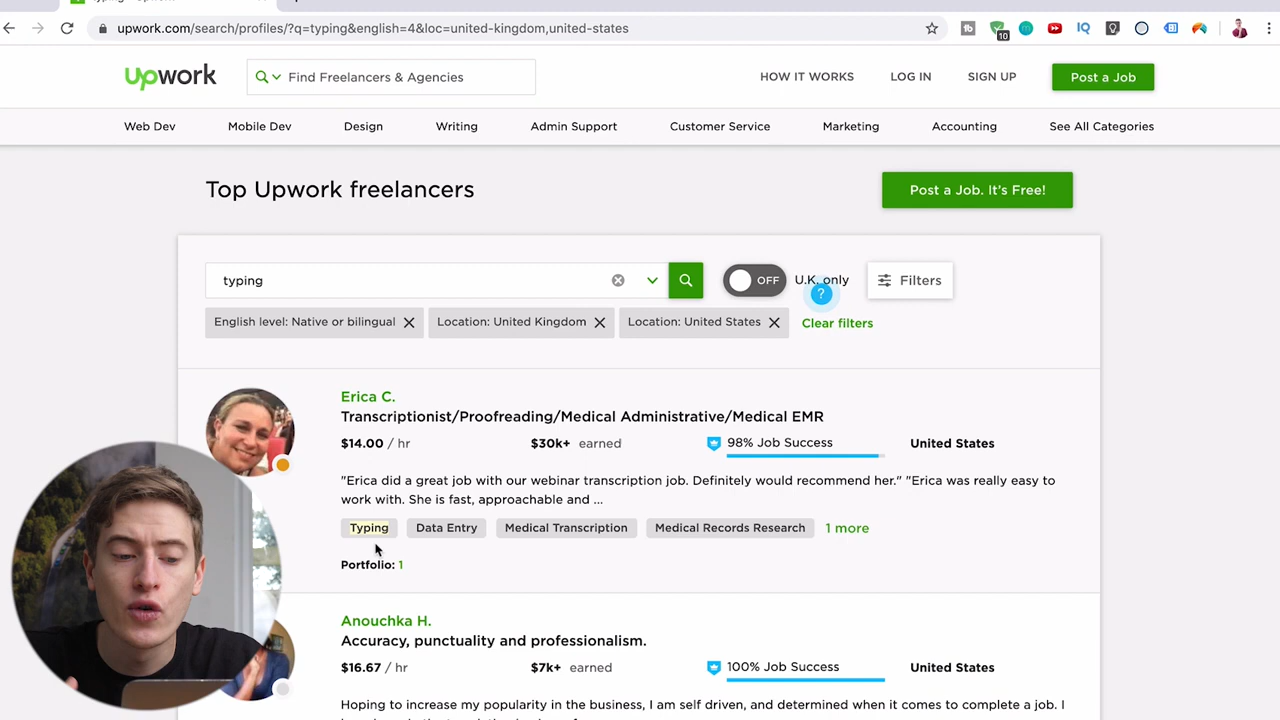 upwork.com/search/profiles/?q=typing&english=4&loc=united-kingdom,united-states
10
IQ
upwork
Find Freelancers & Agencies
HOW IT WORKS
LOG IN
SIGN UP
Post a Job
Web Dev
Mobile Dev
Design
Writing
Admin Support
Customer Service
Marketing
Accounting
See All Categories
Top Upwork freelancers
Post a Job. It's Free!
typing
OFF
U.K. only
?
Filters
English level: Native or bilingual
Location: United Kingdom
Location: United States
Clear filters
Erica C.
Transcriptionist/Proofreading/Medical Administrative/Medical EMR
$14.00 / hr
$30k+ earned
98% Job Success
United States
"Erica did a great job with our webinar transcription job. Definitely would recommend her." "Erica was really easy to
work with. She is fast, approachable and ...
Typing
Data Entry
Medical Transcription
Medical Records Research
1 more
Portfolio: 1
Anouchka H.
Accuracy, punctuality and professionalism.
$16.67 / hr
$7k+ earned
100% Job Success
United States
Hoping to increase my popularity in the business, I am self driven, and determined when it comes to complete a job. I